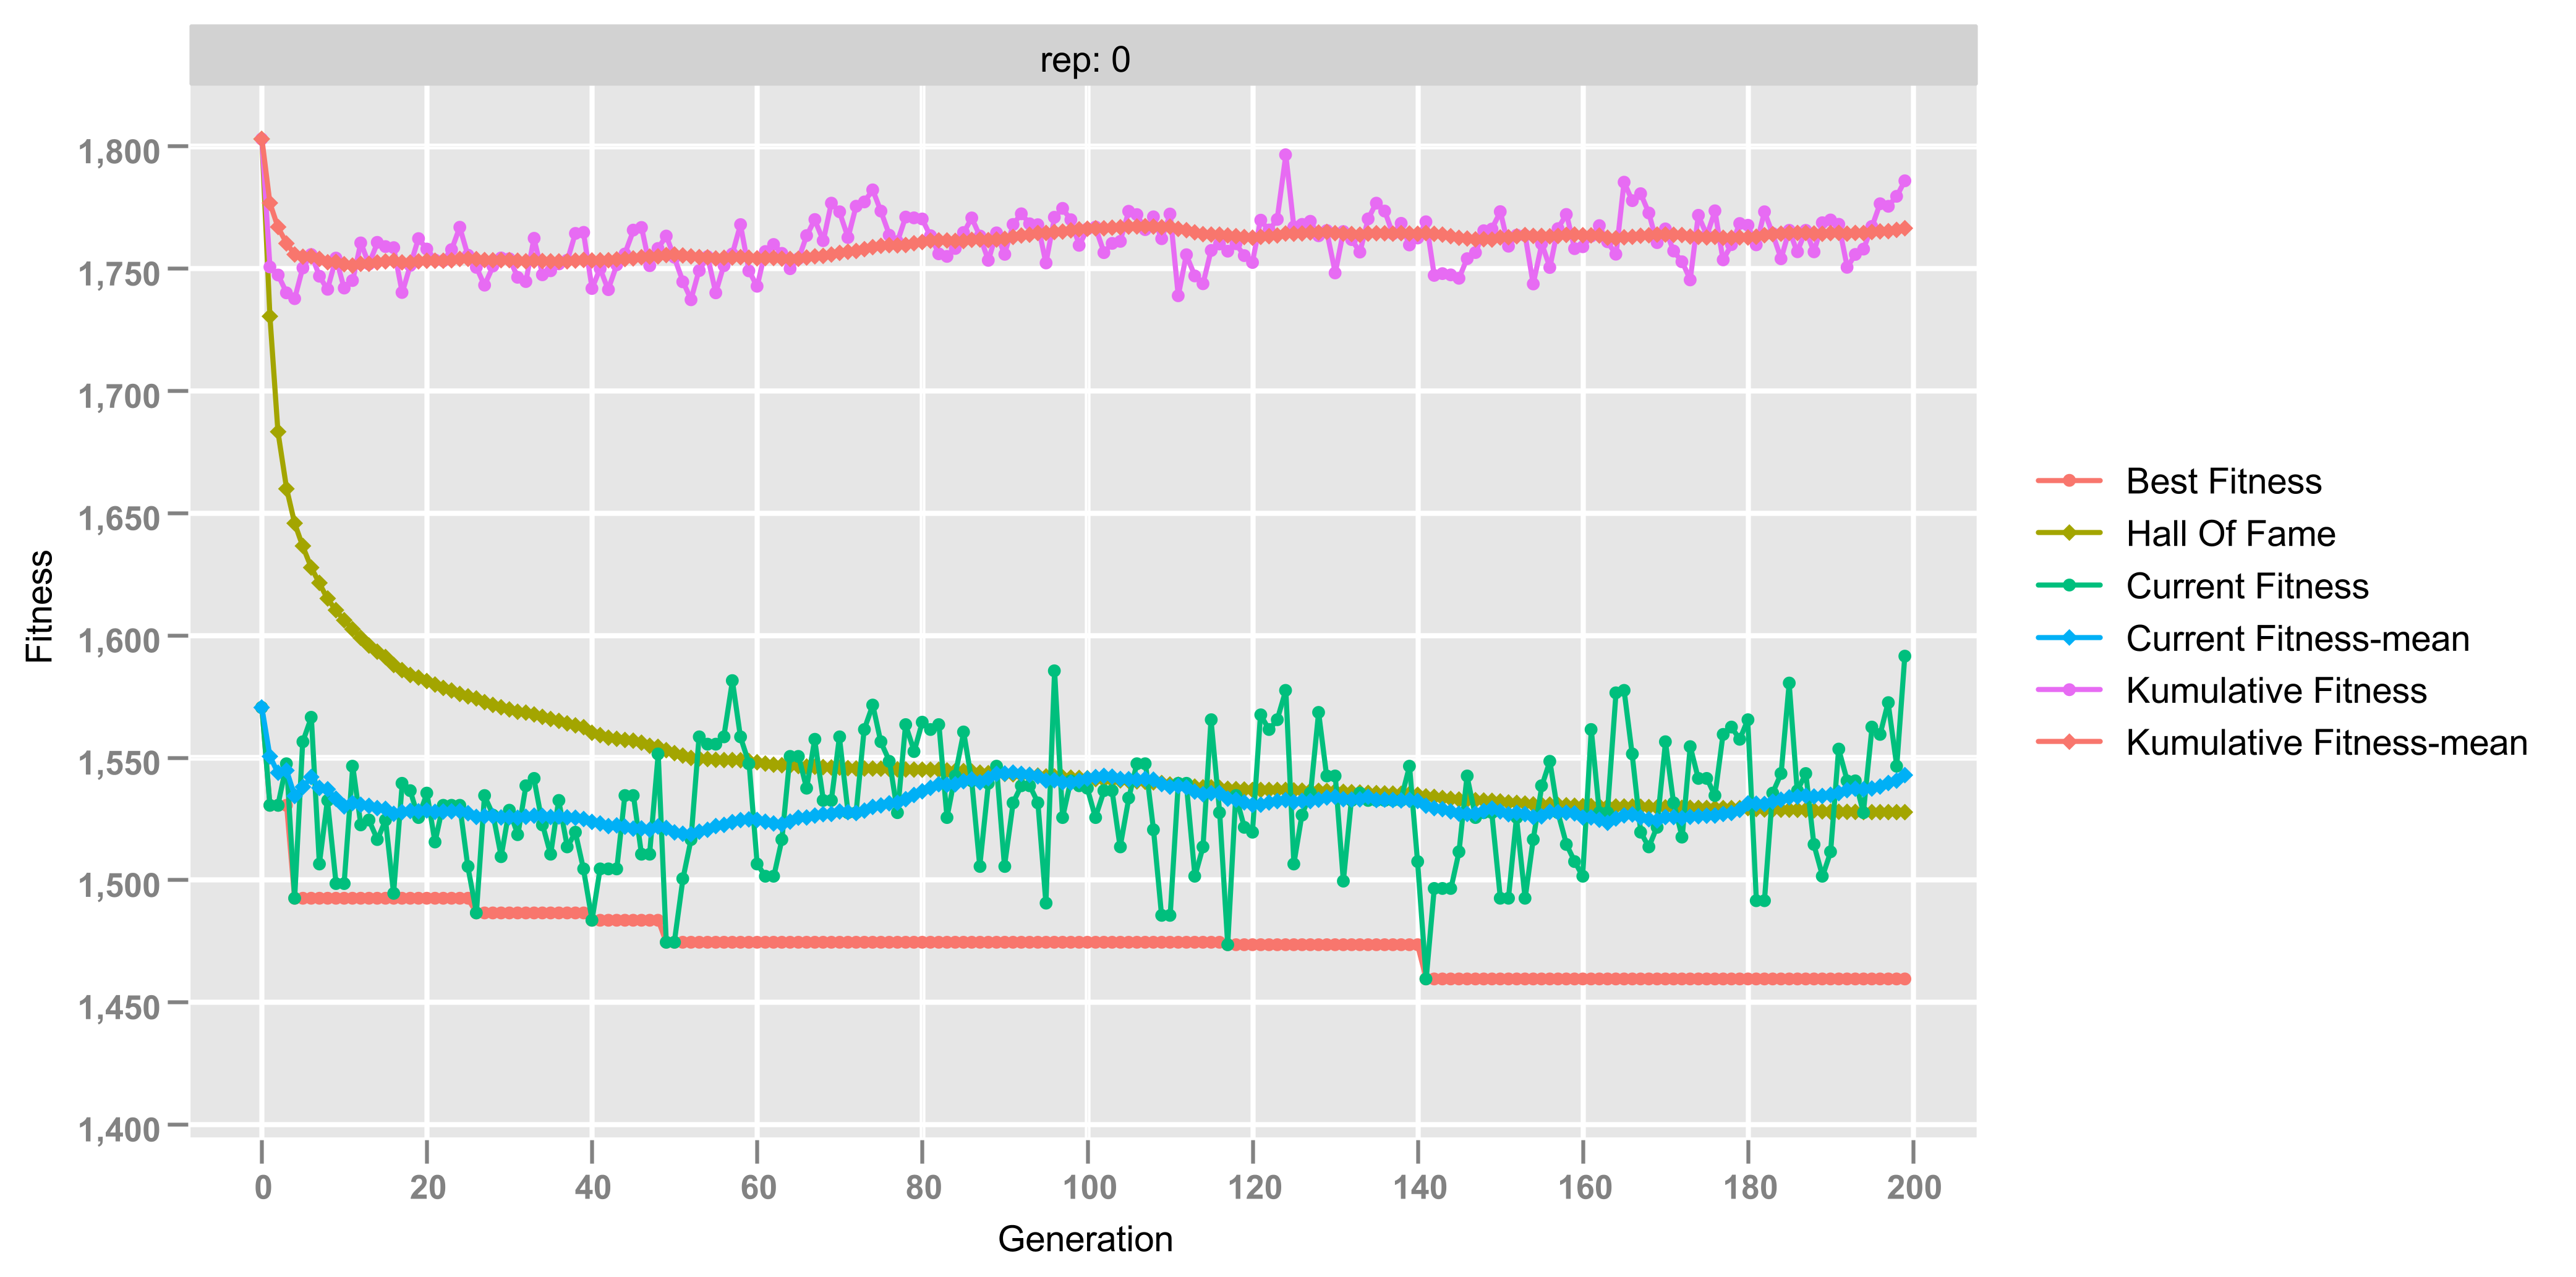 rep: 0
1,800
1,750
1,700
1,650
1,600
1,550
1,500
1,450
1,400
Fitness
0 20 40 60 80 100 120 140 160 180 200
Generation
Best Fitness
Hall Of Fame
Current Fitness
Current Fitness-mean
Kumulative Fitness
Kumulative Fitness-mean